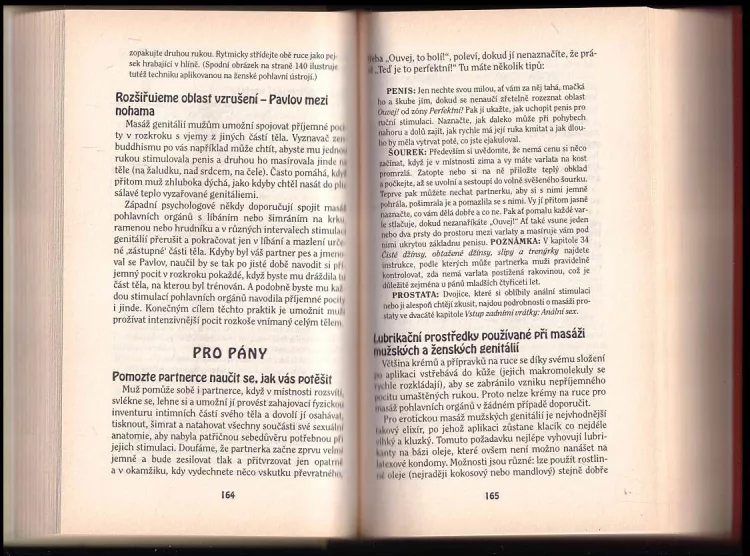 zopakujte druhou rukou. Rytmicky střídejte obě ruce jako pej-
sek hrabající v hlíně. (Spodní obrázek na straně 140 ilustruje
tutéž techniku aplikovanou na ženské pohlavní ústrojí.)
Rozšiřujeme oblast vzrušení – Pavlov mezi
nohama
Masáž genitálií mužům umožní spojovat příjemné poci-
ty v rozkroku s vjemy z jiných částí těla. Vyznavač zen
buddhismu po vás například může chtít, abyste mu jednou
rukou stimulovala penis a druhou ho masírovala jinde na
těle (na žaludku, nad srdcem, na čele). Často pomáhá, když
přitom muž zhluboka dýchá, jako kdyby chtěl nasát do plic
sálavé teplo vyzařované genitáliemi.
Západní psychologové někdy doporučují spojit masáž
pohlavních orgánů s líbáním nebo šimráním na krku,
ramenou nebo hrudníku a v různých intervalech stimulaci
genitálií přerušit a pokračovat jen v líbání a mazlení urče-
né ‚zástupné‘ části těla. Kdyby byl váš partner pes a jmeno-
val se Pavlov, naučil by se tak po jisté době navodit si pří-
jemný pocit v rozkroku pokaždé, když byste mu dráždila tu
část těla, na kterou byl trénován. A podobně byste mu kaž-
dou stimulací pohlavních orgánů navodila příjemné pocity
i jinde. Konečným cílem těchto praktik je umožnit muži
prožívat intenzivnější pocit rozkoše vnímaný celým tělem.
PRO PÁNY
Pomozte partnerce naučit se, jak vás potěšit
Muž pomůže sobě i partnerce, když v místnosti rozsvítí,
svlékne se, lehne si a umožní jí provést zahajovací fyzickou
inventuru intimních částí svého těla a dovolí jí osahávat,
tisknout, šimrat a natahovat všechny součásti své sexuální
anatomie, aby nabyla patřičnou sebedůvěru potřebnou při
jejich stimulaci. Doufáme, že partnerka začne zprvu velmi
jemně a bude zesilovat tlak a přitvrzovat jen opatrně
a v okamžiku, kdy vydechnete něco vskutku převratného,
164
třeba „Ouvej, to bolí!“, poleví, dokud jí nenaznačíte, že prá-
vě „Teď je to perfektní!“ Tu máte několik tipů:
PENIS: Jen nechte svou milou, ať vám za něj tahá, mačká
ho a škube jím, dokud se nenaučí zřetelně rozeznat oblast
Ouvej! od zóny Perfektní! Pak jí ukažte, jak uchopit penis pro
ruční stimulaci. Naznačte, jak daleko může při pohybech
nahoru a dolů zajít, jak rychle má její ruka kmitat a jak dlou-
ho by měla vytrvat poté, co jste ejakuloval.
ŠOUREK: Především si uvědomte, že nemá cenu si něco
začínat, když je v místnosti zima a vy máte varlata na kost
promrzlá. Zatopte nebo si na ně přiložte teplý obklad
a počkejte, až se uvolní a sestoupí do volně svěšeného šourku.
Teprve pak můžete nechat partnerku, aby si s nimi jemně
pohrála, pošimrala je a pomazlila se s nimi. Vy jí přitom jasně
naznačte, co vám dělá dobře a co ne. Pak ať pomalu každé var-
le stlačuje, dokud nezanaříkáte „Ouvej!“ Ať také vsune jeden
nebo dva prsty do prostoru mezi varlaty a masíruje vám pod
nimi ukrytou základnu penisu. POZNÁMKA: V kapitole 34
Čisté džínsy, obtažené džínsy, slipy a trenýrky najdete
instrukce, podle kterých může partnerka muži pravidelně
kontrolovat, zda nemá varlata postižená rakovinou, což je
důležité zejména u pánů mladších čtyřiceti let.
PROSTATA: Dvojice, které si oblíbily anální stimulaci
nebo ji alespoň chtějí zkusit, najdou podrobnosti o masáži pro-
staty ve dvacáté kapitole Vstup zadními vrátky: Anální sex.
Lubrikační prostředky používané při masáži
mužských a ženských genitálií
Většina krémů a přípravků na ruce se díky svému složení
po aplikaci vstřebává do kůže (jejich makromolekuly se
rychle rozkládají), aby se zabránilo vzniku nepříjemného
pocitu umaštěných rukou. Proto nelze krémy na ruce pro
masáž pohlavních orgánů v žádném případě doporučit.
Pro erotickou masáž mužských genitálií je nejvhodnější
takový elixír, po jehož aplikaci zůstane klacík co nejdéle
vlhký a kluzký. Tomuto požadavku nejlépe vyhovují lubri-
kanty na bázi oleje, které ovšem není možno nanášet na
latexové kondomy. Možnosti jsou různé: lze použít rostlin-
né oleje (nejraději kokosový nebo mandlový) stejně dobře
165